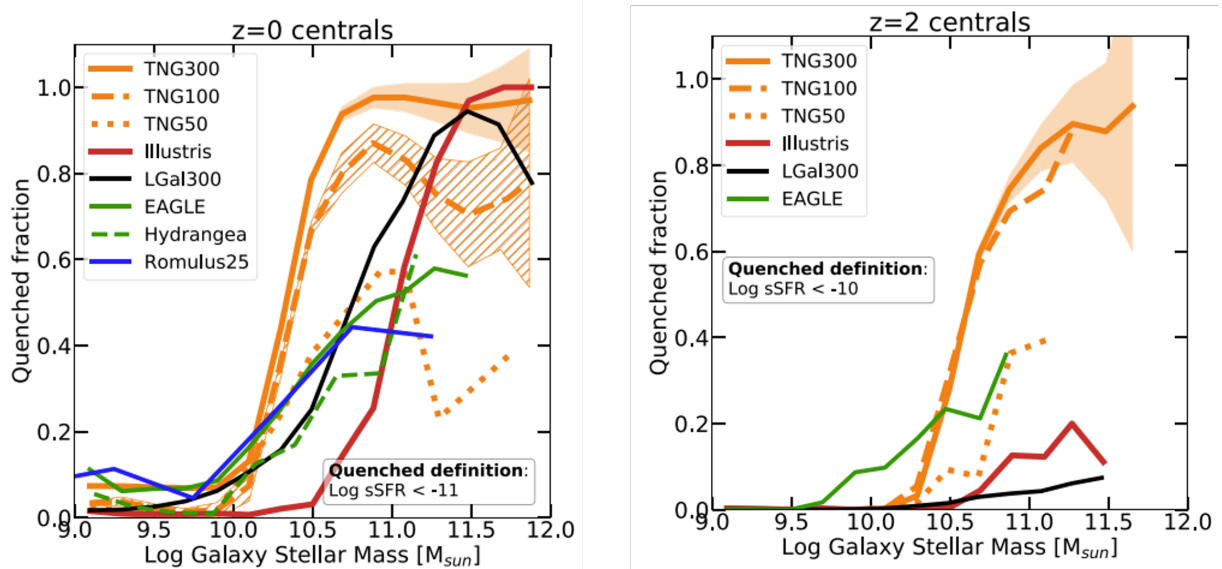 z=0 centrals
1.0
0.8
0.6
0.4
0.2
0.0
Quenched fraction
TNG300
TNG100
TNG50
Illustris
LGal300
EAGLE
Hydrangea
Romulus25
Quenched definition:
Log sSFR < -11
9.0 9.5 10.0 10.5 11.0 11.5 12.0
Log Galaxy Stellar Mass [Msun]
z=2 centrals
1.0
0.8
0.6
0.4
0.2
0.0
Quenched fraction
TNG300
TNG100
TNG50
Illustris
LGal300
EAGLE
Quenched definition:
Log sSFR < -10
9.0 9.5 10.0 10.5 11.0 11.5 12.0
Log Galaxy Stellar Mass [Msun]